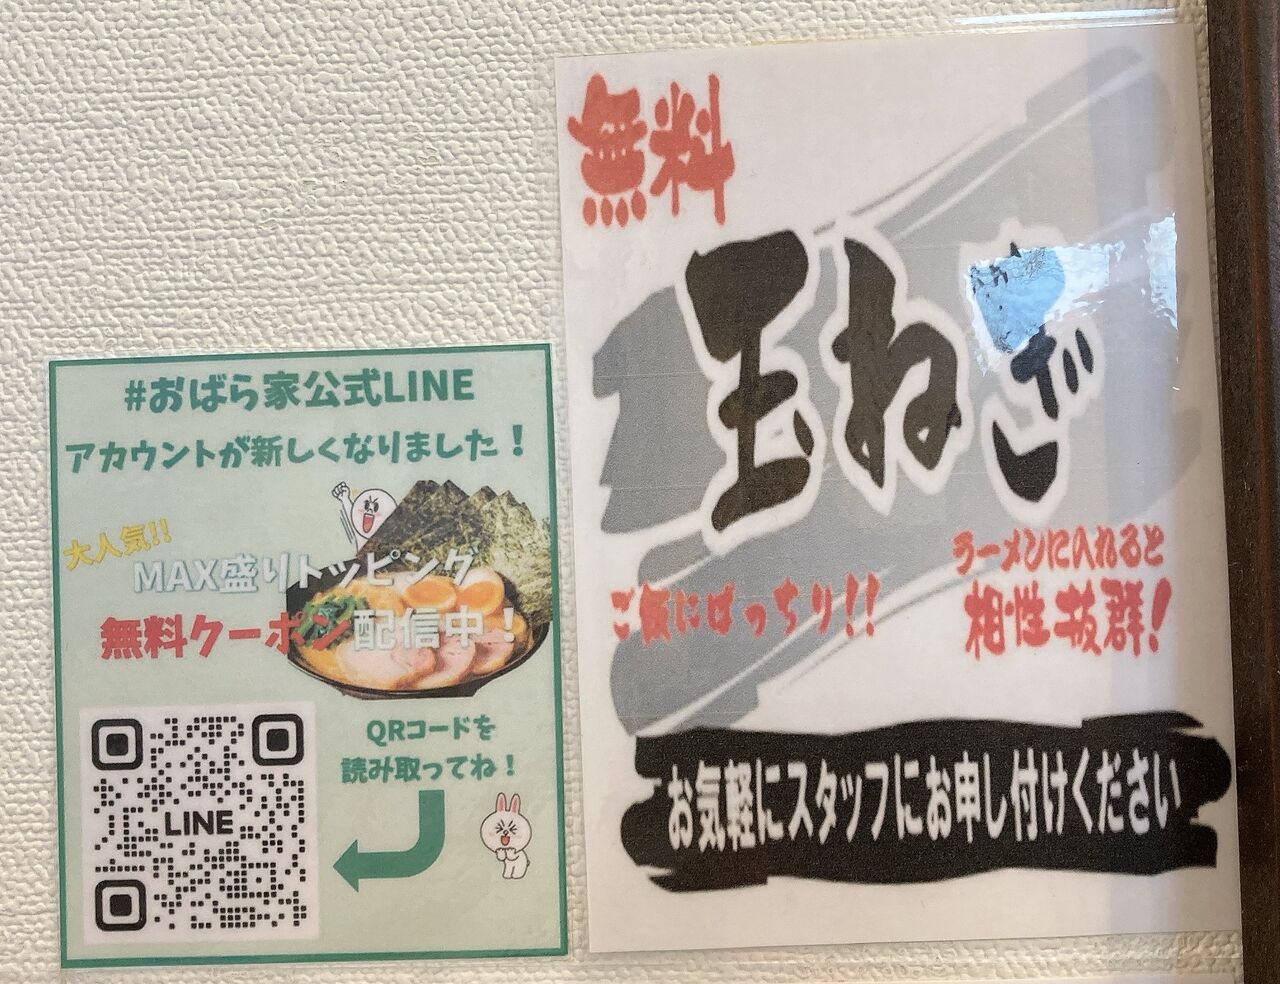 #おばら家公式LINE
アカウントが新しくなりました!
大人気!!
MAX盛りトッピング
無料クーポン配信中!
QRコードを
読み取ってね!
LINE
無料
玉ねぎ
ご飯にばっちり!!
ラーメンに入れると
相性抜群!
お気軽にスタッフにお申し付けください